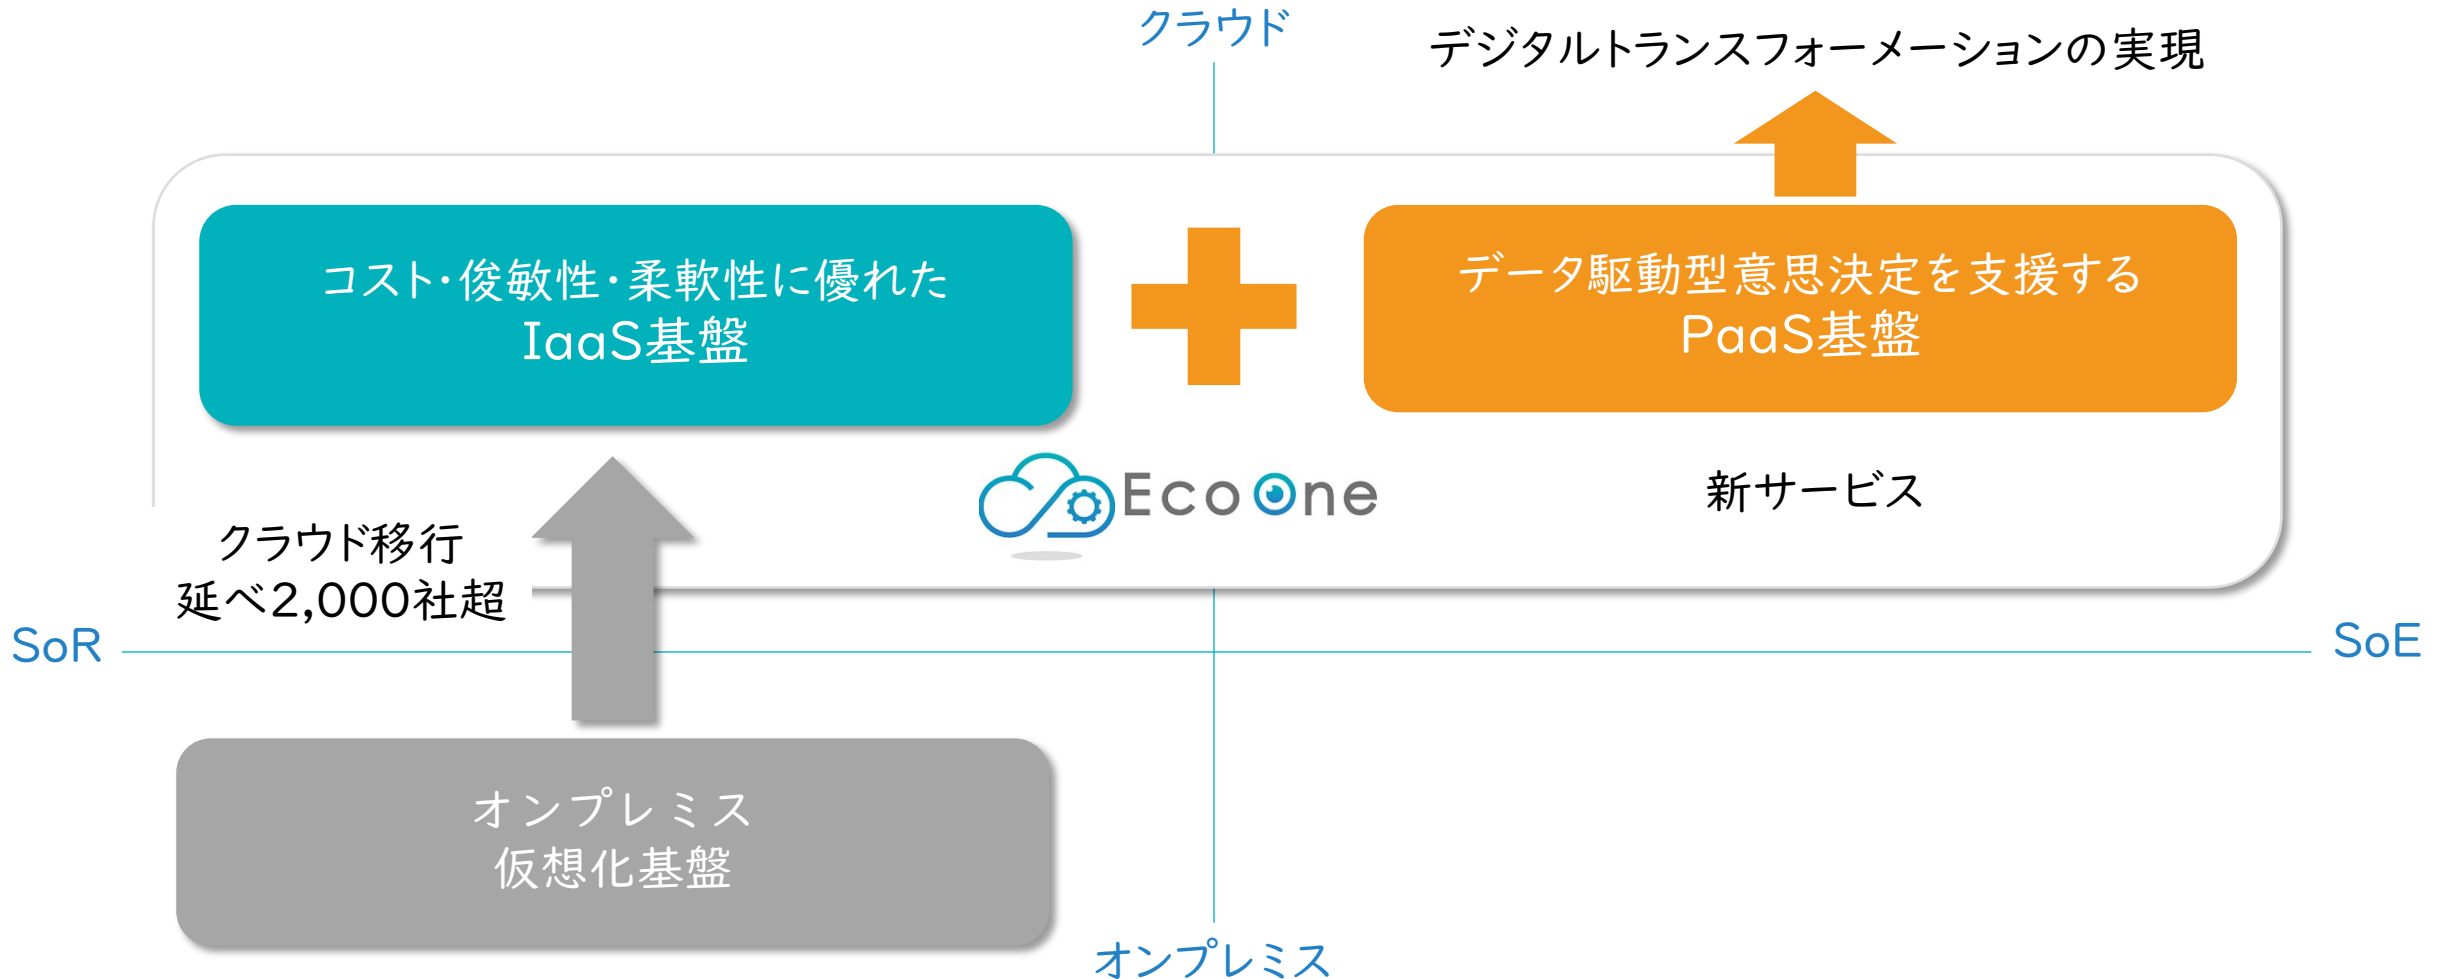 クラウド
デジタルトランスフォーメーションの実現
コスト・俊敏性・柔軟性に優れた
IaaS基盤
データ駆動型意思決定を支援する
PaaS基盤
EcoOne
新サービス
クラウド移行
延べ2,000社超
SoR
SoE
オンプレミス
仮想化基盤
オンプレミス